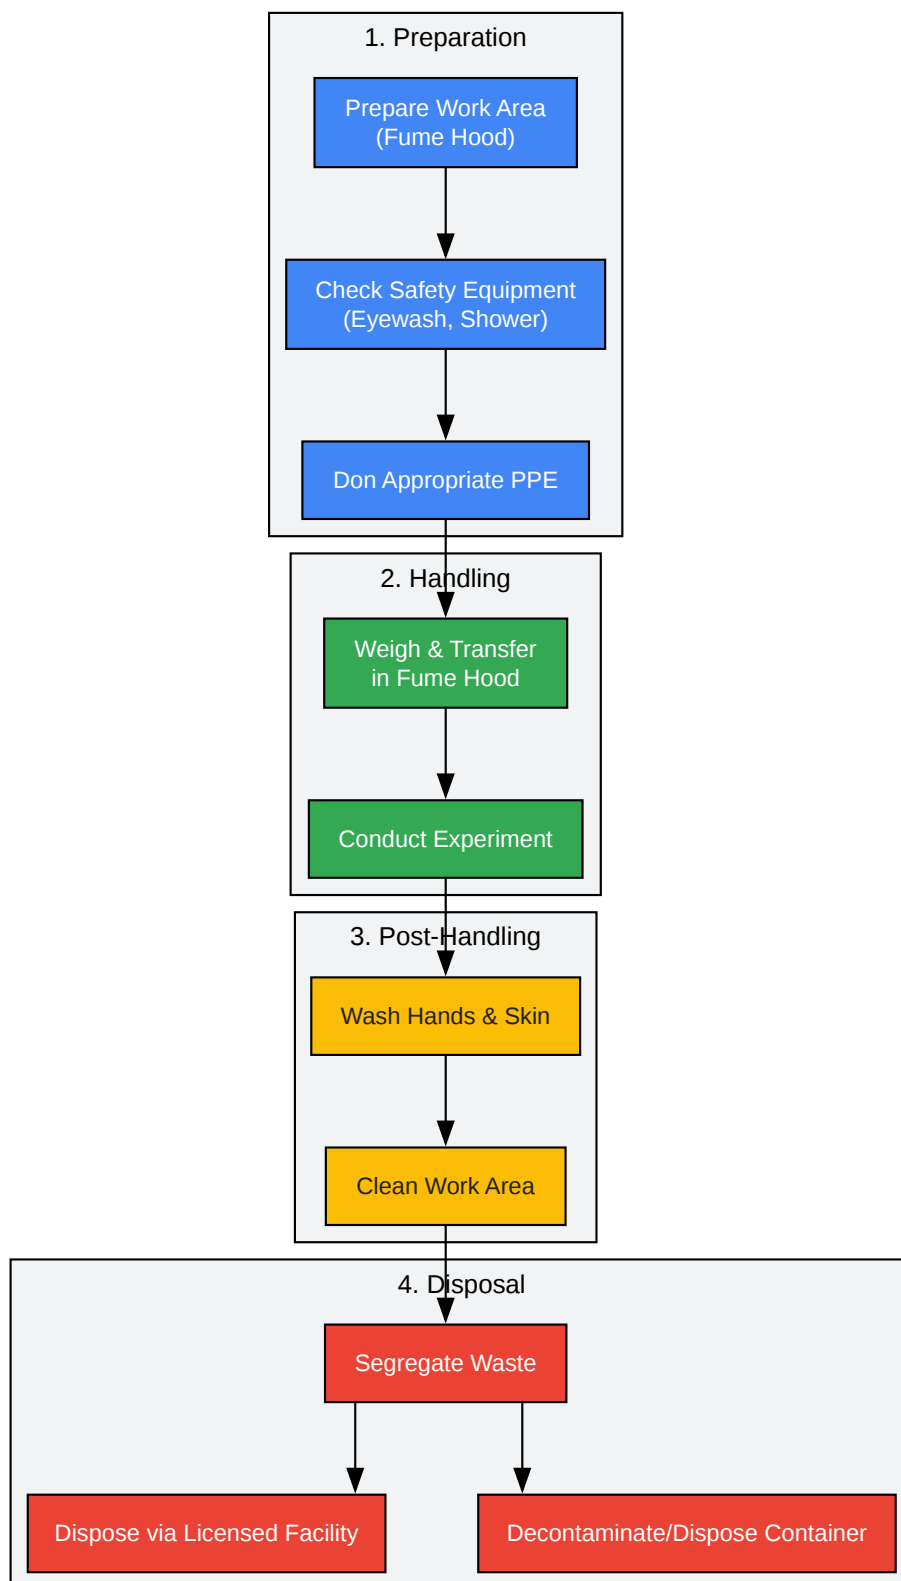 1. Preparation
Prepare Work Area
(Fume Hood)
Check Safety Equipment
(Eyewash, Shower)
Don Appropriate PPE
2. Handling
Weigh & Transfer
in Fume Hood
Conduct Experiment
3. Post-Handling
Wash Hands & Skin
Clean Work Area
4. Disposal
Segregate Waste
Dispose via Licensed Facility
Decontaminate/Dispose Container